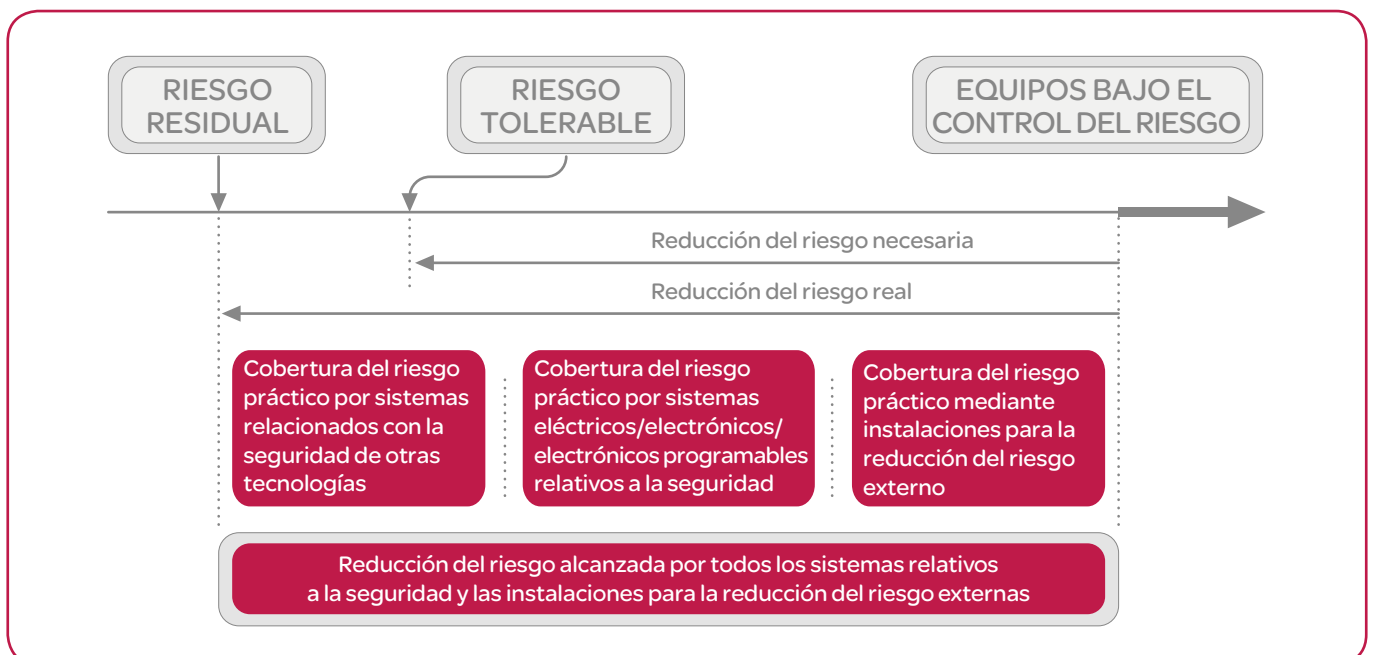 RIESGO
RESIDUAL
RIESGO
TOLERABLE
EQUIPOS BAJO EL
CONTROL DEL RIESGO
Reducción del riesgo necesaria
Reducción del riesgo real
Cobertura del riesgo
práctico por sistemas
relacionados con la
seguridad de otras
tecnologías
Cobertura del riesgo
práctico por sistemas
eléctricos/electrónicos/
electrónicos programables
relativos a la seguridad
Cobertura del riesgo
práctico mediante
instalaciones para la
reducción del riesgo
externo
Reducción del riesgo alcanzada por todos los sistemas relativos
a la seguridad y las instalaciones para la reducción del riesgo externas